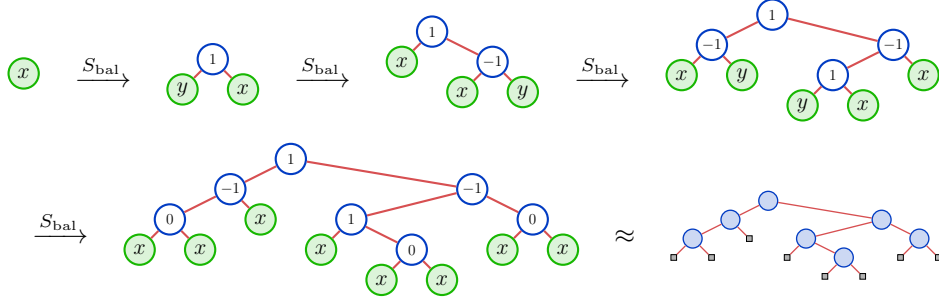 1
1 1
x S_bal y x S_bal x −1 S_bal −1 −1
x y x y 1 x
y x
1
−1 −1
S_bal 0 x 1 0 ≈
x x x 0 x x
x x